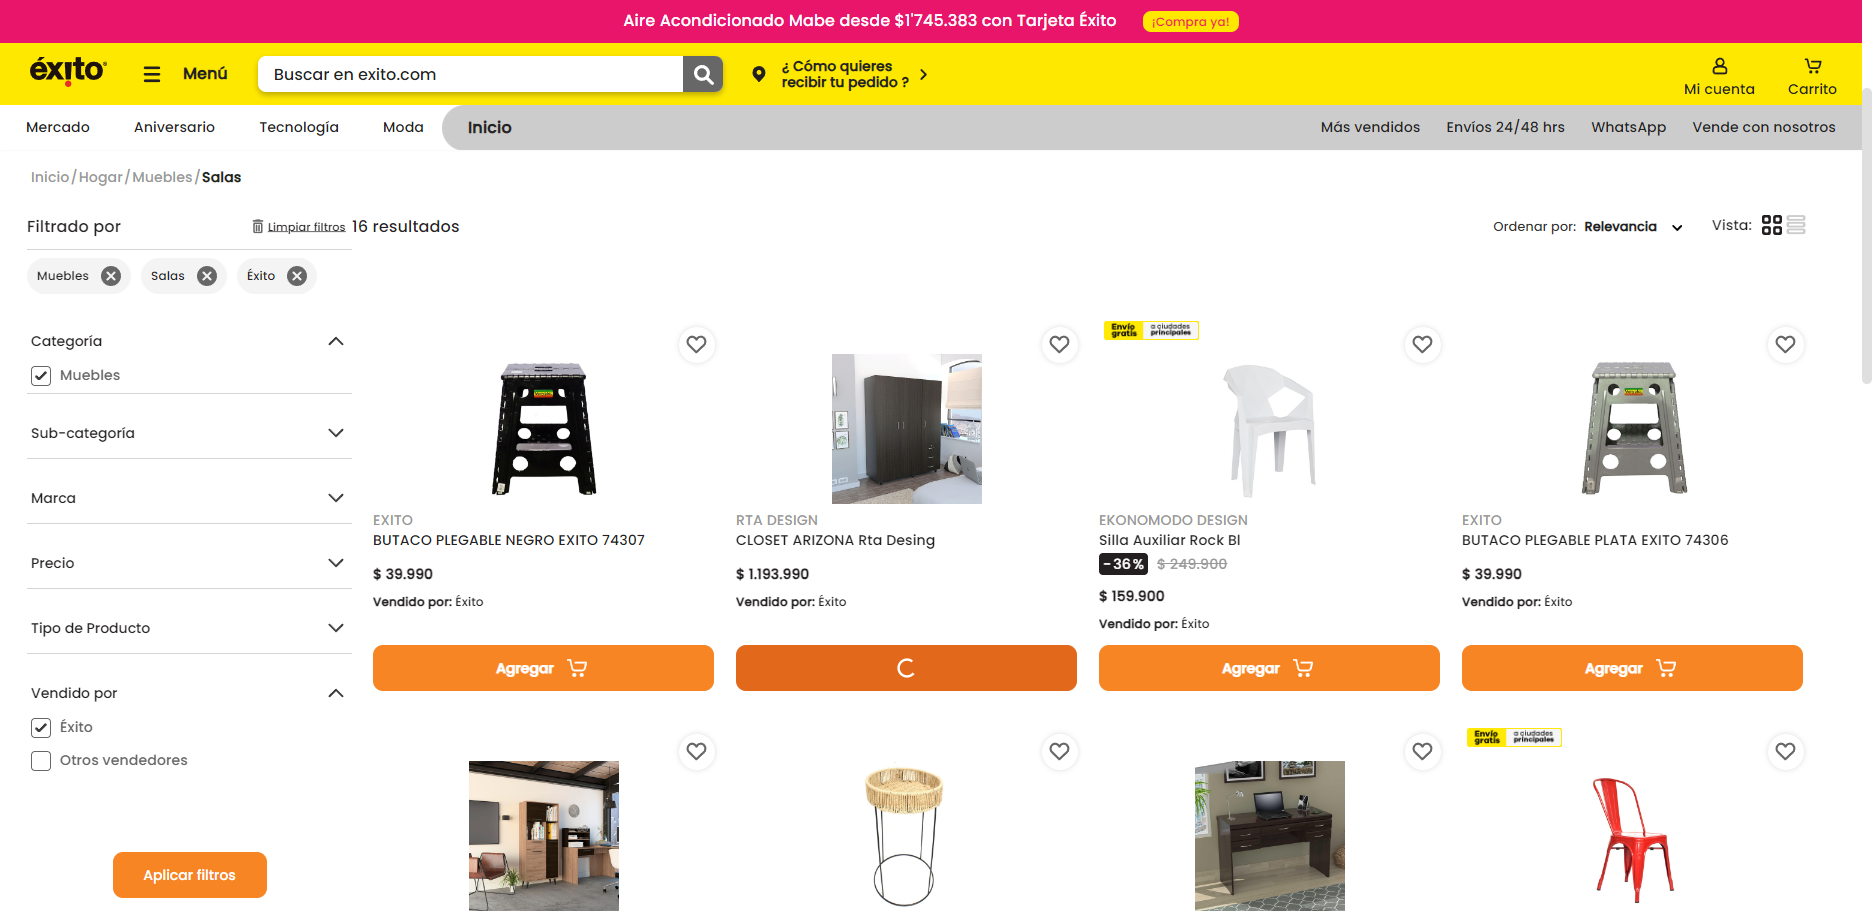 Aire Acondicionado Mabe desde $1'745.383 con Tarjeta Éxito ¡Compra ya!
éxito
Menú
Buscar en exito.com
¿ Cómo quieres
recibir tu pedido ?
Mi cuenta
Carrito
Mercado
Aniversario
Tecnología
Moda
Inicio
Más vendidos
Envíos 24/48 hrs
WhatsApp
Vende con nosotros
Inicio/Hogar/Muebles/Salas
Filtrado por
Limpiar filtros
16 resultados
Ordenar por: Relevancia
Vista:
Muebles
Salas
Éxito
Categoría
Muebles
Sub-categoría
Marca
Precio
Tipo de Producto
Vendido por
Éxito
Otros vendedores
Aplicar filtros
EXITO
BUTACO PLEGABLE NEGRO EXITO 74307
$ 39.990
Vendido por: Éxito
Agregar
RTA DESIGN
CLOSET ARIZONA Rta Desing
$ 1.193.990
Vendido por: Éxito
Envío
gratis
a ciudades
principales
EKONOMODO DESIGN
Silla Auxiliar Rock Bl
-36% $ 249.900
$ 159.900
Vendido por: Éxito
Agregar
EXITO
BUTACO PLEGABLE PLATA EXITO 74306
$ 39.990
Vendido por: Éxito
Agregar
Envío
gratis
a ciudades
principales